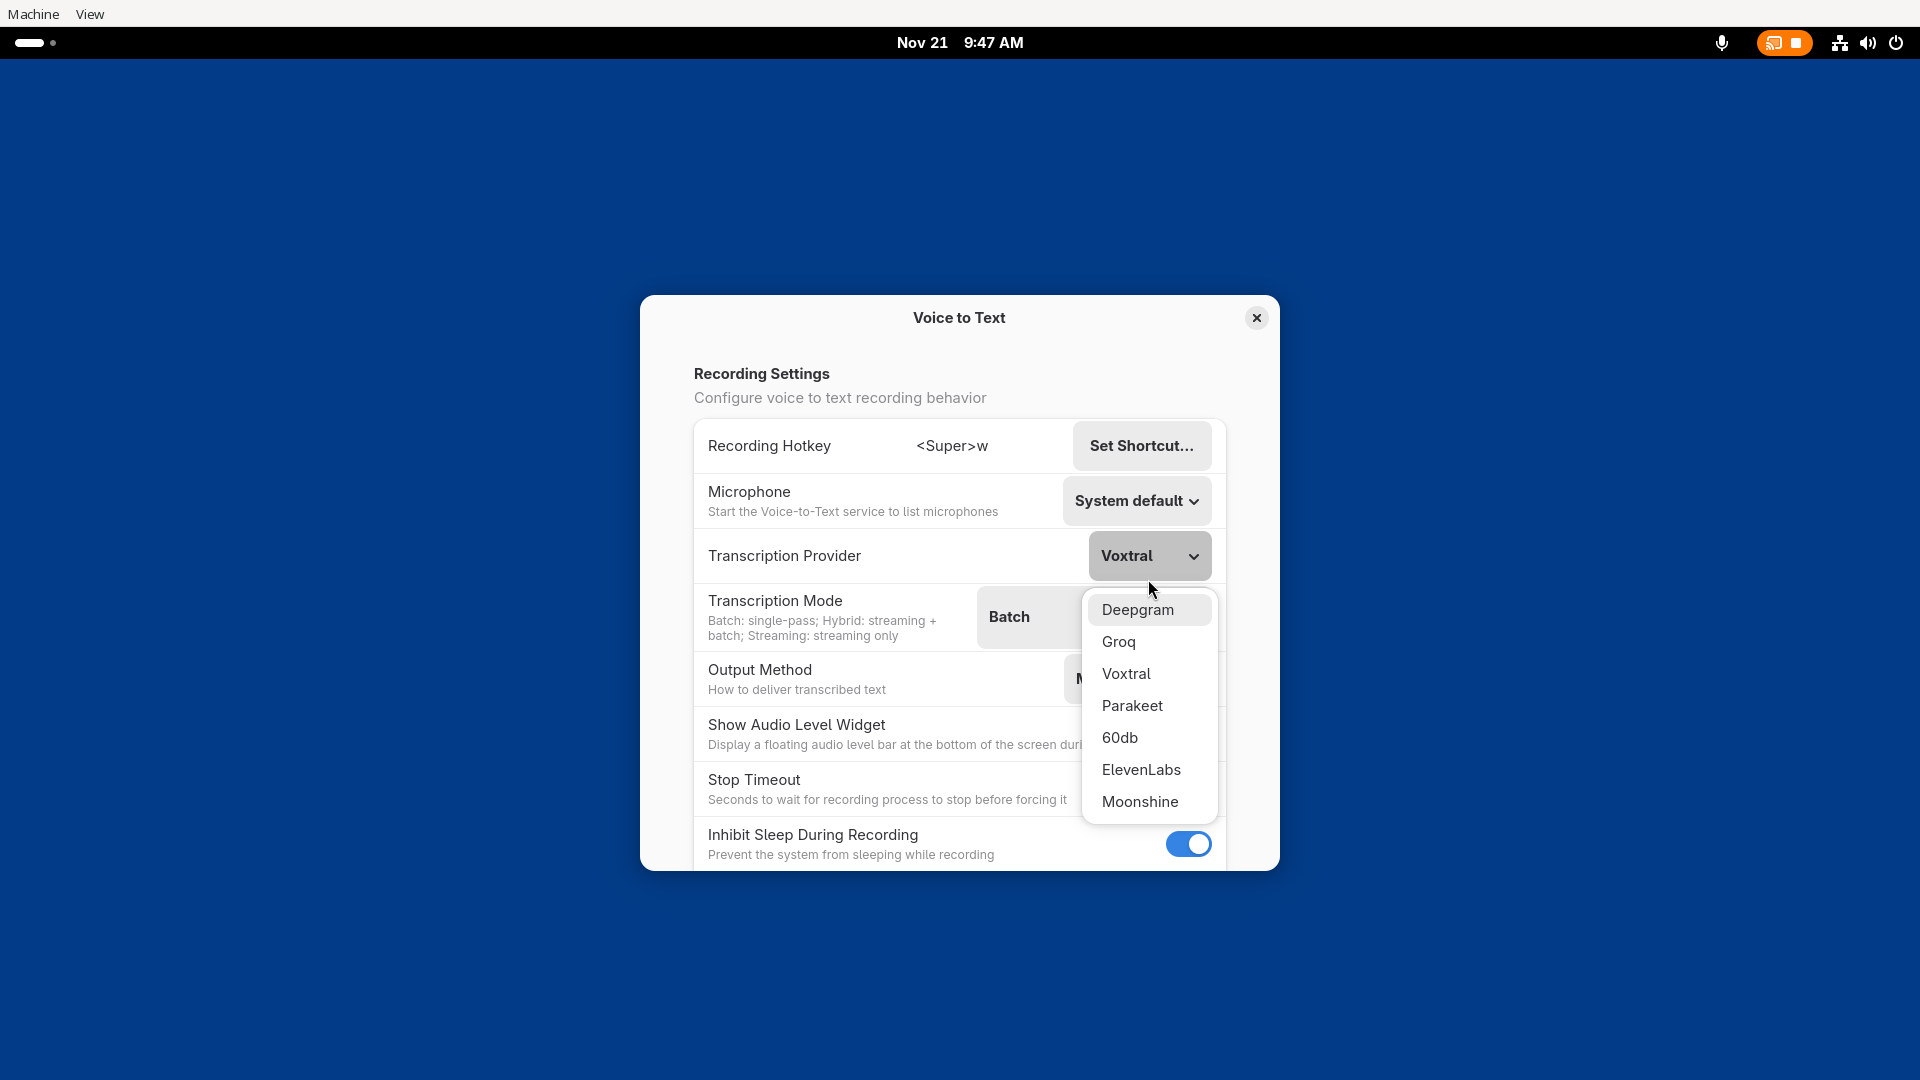 Machine View
Nov 21 9:47 AM
Voice to Text
Recording Settings
Configure voice to text recording behavior
Recording Hotkey <Super>w Set Shortcut...
Microphone
Start the Voice-to-Text service to list microphones
System default
Transcription Provider Voxtral
Transcription Mode
Batch: single-pass; Hybrid: streaming +
batch; Streaming: streaming only
Batch
Output Method
How to deliver transcribed text
Show Audio Level Widget
Display a floating audio level bar at the bottom of the screen
Stop Timeout
Seconds to wait for recording process to stop before forcing it
Inhibit Sleep During Recording
Prevent the system from sleeping while recording
Deepgram
Groq
Voxtral
Parakeet
60db
ElevenLabs
Moonshine